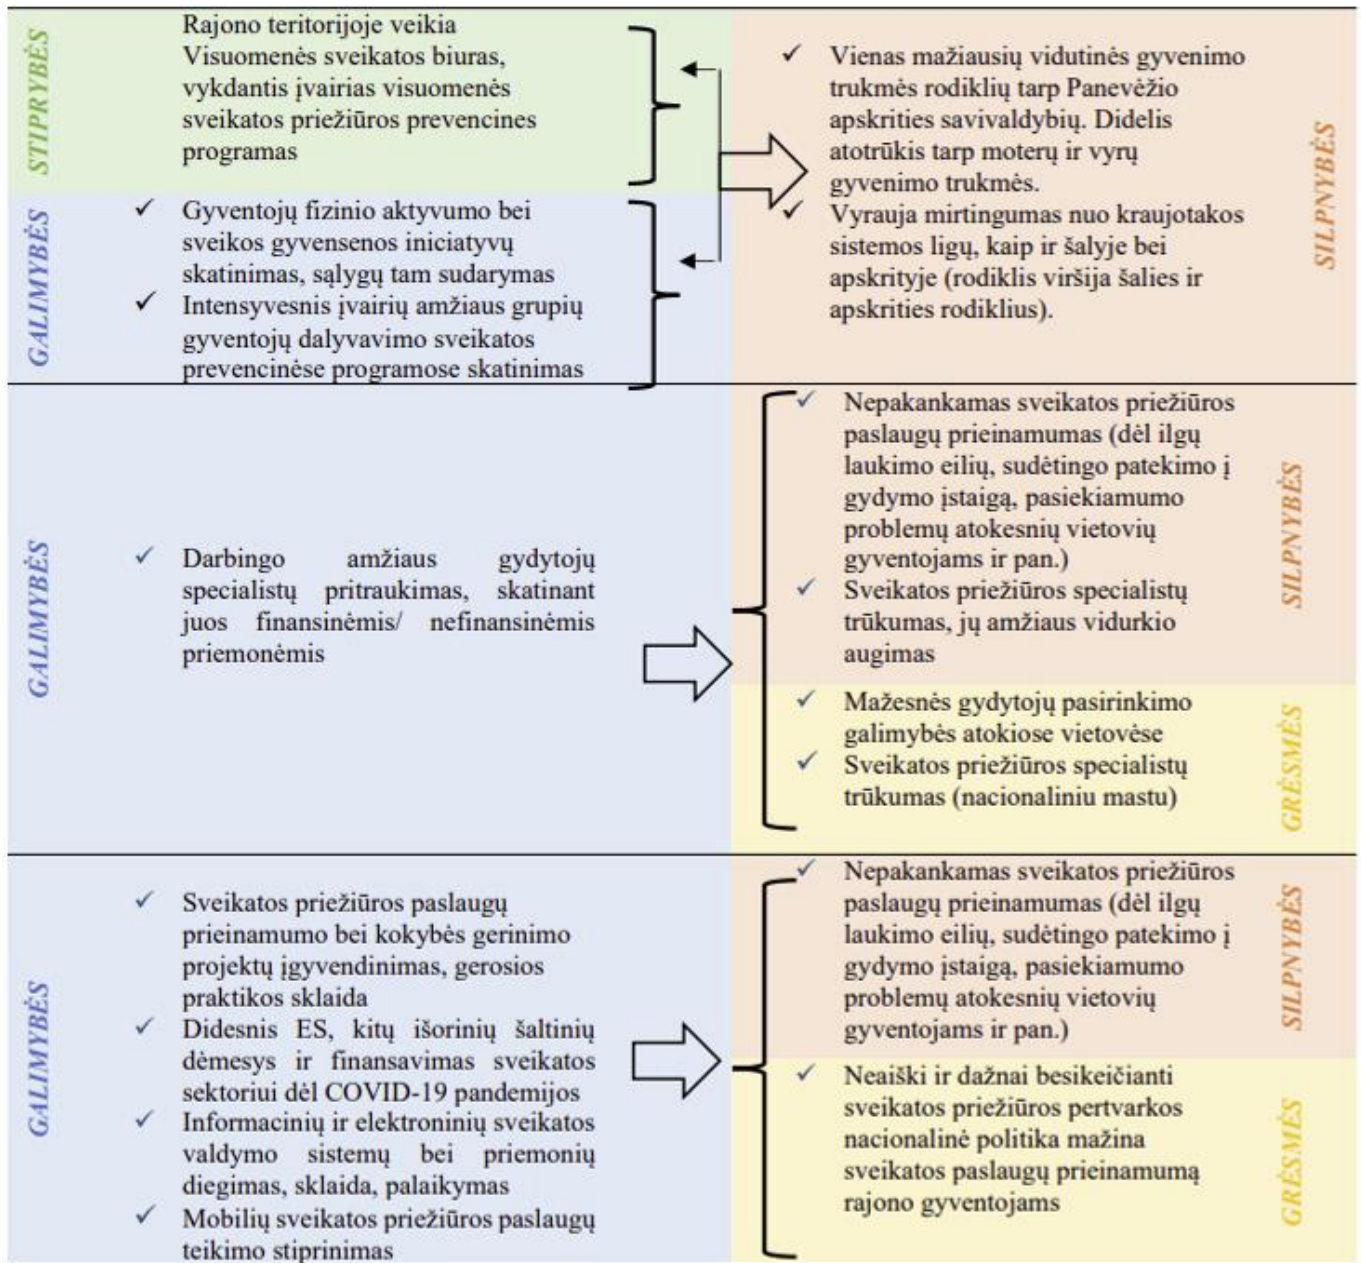 STIPRYBĖS
Rajono teritorijoje veikia
Visuomenės sveikatos biuras,
vykdantis įvairias visuomenės
sveikatos priežiūros prevencines
programas
GALIMYBĖS
✓ Gyventojų fizinio aktyvumo bei
sveikos gyvensenos iniciatyvų
skatinimas, sąlygų tam sudarymas
✓ Intensyvesnis įvairių amžiaus grupių
gyventojų dalyvavimo sveikatos
prevencinėse programose skatinimas
✓ Vienas mažiausių vidutinės gyvenimo
trukmės rodiklių tarp Panevėžio
apskrities savivaldybių. Didelis
atotrūkis tarp moterų ir vyrų
gyvenimo trukmės.
✓ Vyrauja mirtingumas nuo kraujotakos
sistemos ligų, kaip ir šalyje bei
apskrityje (rodiklis viršija šalies ir
apskrities rodiklius).
SILPNYBĖS
GALIMYBĖS
✓ Darbingo amžiaus gydytojų
specialistų pritraukimas, skatinant
juos finansinėmis/ nefinansinėmis
priemonėmis
✓ Nepakankamas sveikatos priežiūros
paslaugų prieinamumas (dėl ilgų
laukimo eilių, sudėtingo patekimo į
gydymo įstaigą, pasiekiamumo
problemų atokesnių vietovių
gyventojams ir pan.)
✓ Sveikatos priežiūros specialistų
trūkumas, jų amžiaus vidurkio
augimas
SILPNYBĖS
✓ Mažesnės gydytojų pasirinkimo
galimybės atokiose vietovėse
✓ Sveikatos priežiūros specialistų
trūkumas (nacionaliniu mastu)
GRĖSMĖS
GALIMYBĖS
✓ Sveikatos priežiūros paslaugų
prieinamumo bei kokybės gerinimo
projektų įgyvendinimas, gerosios
praktikos sklaida
✓ Didesnis ES, kitų išorinių šaltinių
dėmesys ir finansavimas sveikatos
sektoriui dėl COVID-19 pandemijos
✓ Informacinių ir elektroninių sveikatos
valdymo sistemų bei priemonių
diegimas, sklaida, palaikymas
✓ Mobilių sveikatos priežiūros paslaugų
teikimo stiprinimas
✓ Nepakankamas sveikatos priežiūros
paslaugų prieinamumas (dėl ilgų
laukimo eilių, sudėtingo patekimo į
gydymo įstaigą, pasiekiamumo
problemų atokesnių vietovių
gyventojams ir pan.)
SILPNYBĖS
✓ Neaiški ir dažnai besikeičianti
sveikatos priežiūros pertvarkos
nacionalinė politika mažina
sveikatos paslaugų prieinamumą
rajono gyventojams
GRĖSMĖS